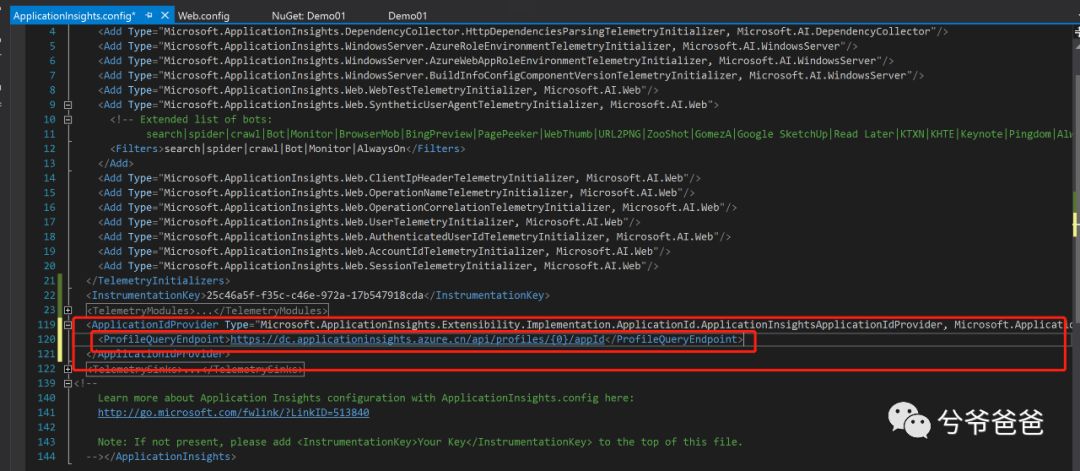 ApplicationInsights.config* Web.config NuGet: Demo01 Demo01
4 <Add Type="Microsoft.ApplicationInsights.DependencyCollector.HttpDependenciesParsingTelemetryInitializer, Microsoft.AI.DependencyCollector"/>
5 <Add Type="Microsoft.ApplicationInsights.WindowsServer.AzureRoleEnvironmentTelemetryInitializer, Microsoft.AI.WindowsServer"/>
6 <Add Type="Microsoft.ApplicationInsights.WindowsServer.AzureWebAppRoleEnvironmentTelemetryInitializer, Microsoft.AI.WindowsServer"/>
7 <Add Type="Microsoft.ApplicationInsights.WindowsServer.BuildInfoConfigComponentVersionTelemetryInitializer, Microsoft.AI.WindowsServer"/>
8 <Add Type="Microsoft.ApplicationInsights.Web.WebTestTelemetryInitializer, Microsoft.AI.Web"/>
9 <Add Type="Microsoft.ApplicationInsights.Web.SyntheticUserAgentTelemetryInitializer, Microsoft.AI.Web">
10 <!-- Extended list of bots:
11 search|spider|crawl|Bot|Monitor|BrowserMob|BingPreview|PagePeeker|WebThumb|URL2PNG|ZooShot|GomezA|Google SketchUp|Read Later|KTXN|KHTE|Keynote|Pingdom|Alw
12 <Filters>search|spider|crawl|Bot|Monitor|AlwaysOn</Filters>
13 </Add>
14 <Add Type="Microsoft.ApplicationInsights.Web.ClientIpHeaderTelemetryInitializer, Microsoft.AI.Web"/>
15 <Add Type="Microsoft.ApplicationInsights.Web.OperationNameTelemetryInitializer, Microsoft.AI.Web"/>
16 <Add Type="Microsoft.ApplicationInsights.Web.OperationCorrelationTelemetryInitializer, Microsoft.AI.Web"/>
17 <Add Type="Microsoft.ApplicationInsights.Web.UserTelemetryInitializer, Microsoft.AI.Web"/>
18 <Add Type="Microsoft.ApplicationInsights.Web.AuthenticatedUserIdTelemetryInitializer, Microsoft.AI.Web"/>
19 <Add Type="Microsoft.ApplicationInsights.Web.AccountIdTelemetryInitializer, Microsoft.AI.Web"/>
20 <Add Type="Microsoft.ApplicationInsights.Web.SessionTelemetryInitializer, Microsoft.AI.Web"/>
21 </TelemetryInitializers>
22 <InstrumentationKey>25c46a5f-f35c-c46e-972a-17b547918cda</InstrumentationKey>
23 <TelemetryModules>...</TelemetryModules>
119 <ApplicationIdProvider Type="Microsoft.ApplicationInsights.Extensibility.Implementation.ApplicationId.ApplicationInsightsApplicationIdProvider, Microsoft.Applicatio
120 <ProfileQueryEndpoint>https://dc.applicationinsights.azure.cn/api/profiles/{0}/appId</ProfileQueryEndpoint>
121 </ApplicationIdProvider>
122 <TelemetrySinks>...</TelemetrySinks>
139 <!--
140 Learn more about Application Insights configuration with ApplicationInsights.config here:
141 http://go.microsoft.com/fwlink/?LinkID=513840
142
143 Note: If not present, please add <InstrumentationKey>Your Key</InstrumentationKey> to the top of this file.
144 --></ApplicationInsights>
兮爷爸爸